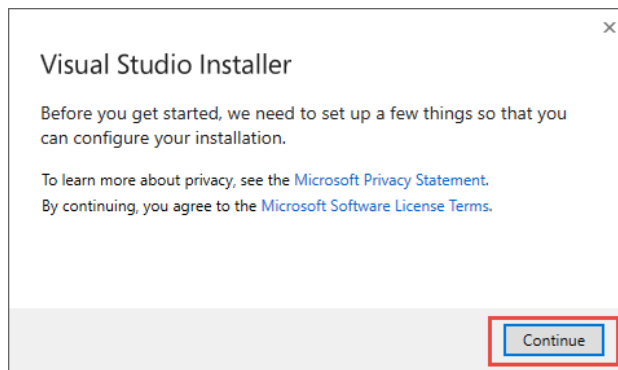 Visual Studio Installer
Before you get started, we need to set up a few things so that you
can configure your installation.
To learn more about privacy, see the Microsoft Privacy Statement.
By continuing, you agree to the Microsoft Software License Terms.
Continue